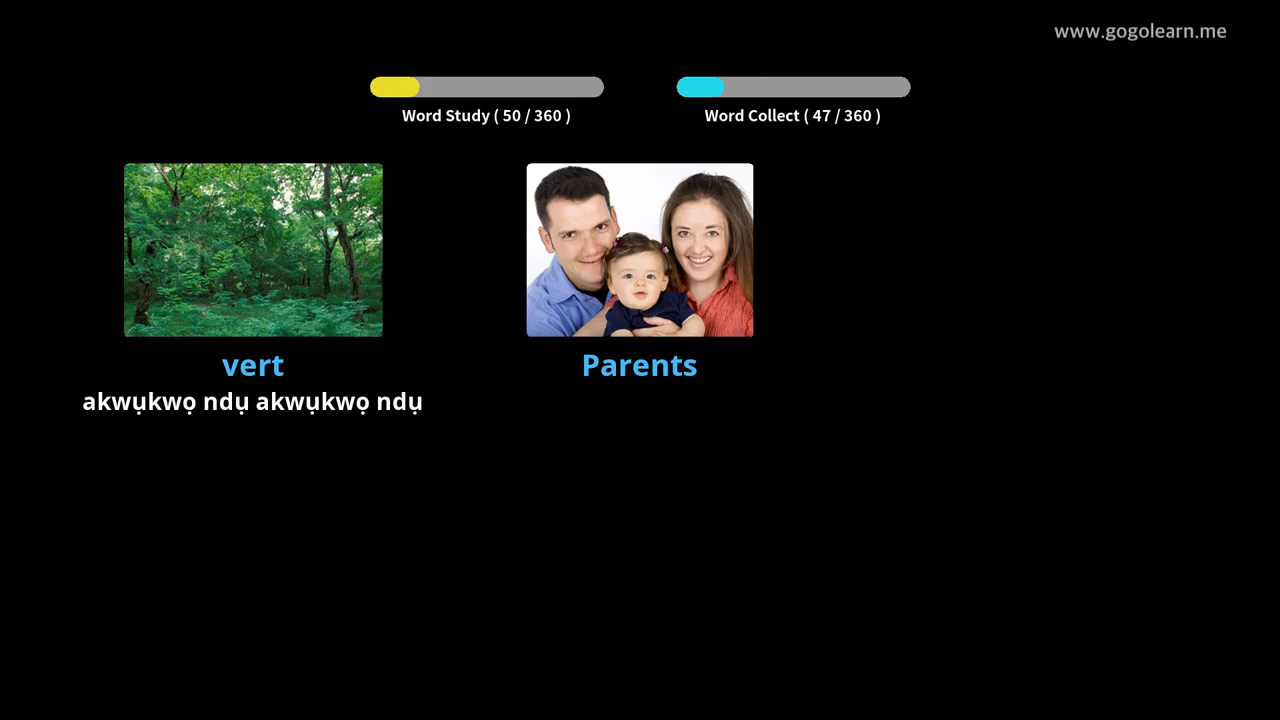 www.gogolearn.me
Word Study ( 50 / 360 )
Word Collect ( 47 / 360 )
vert
akwụkwọ ndụ akwụkwọ ndụ
Parents